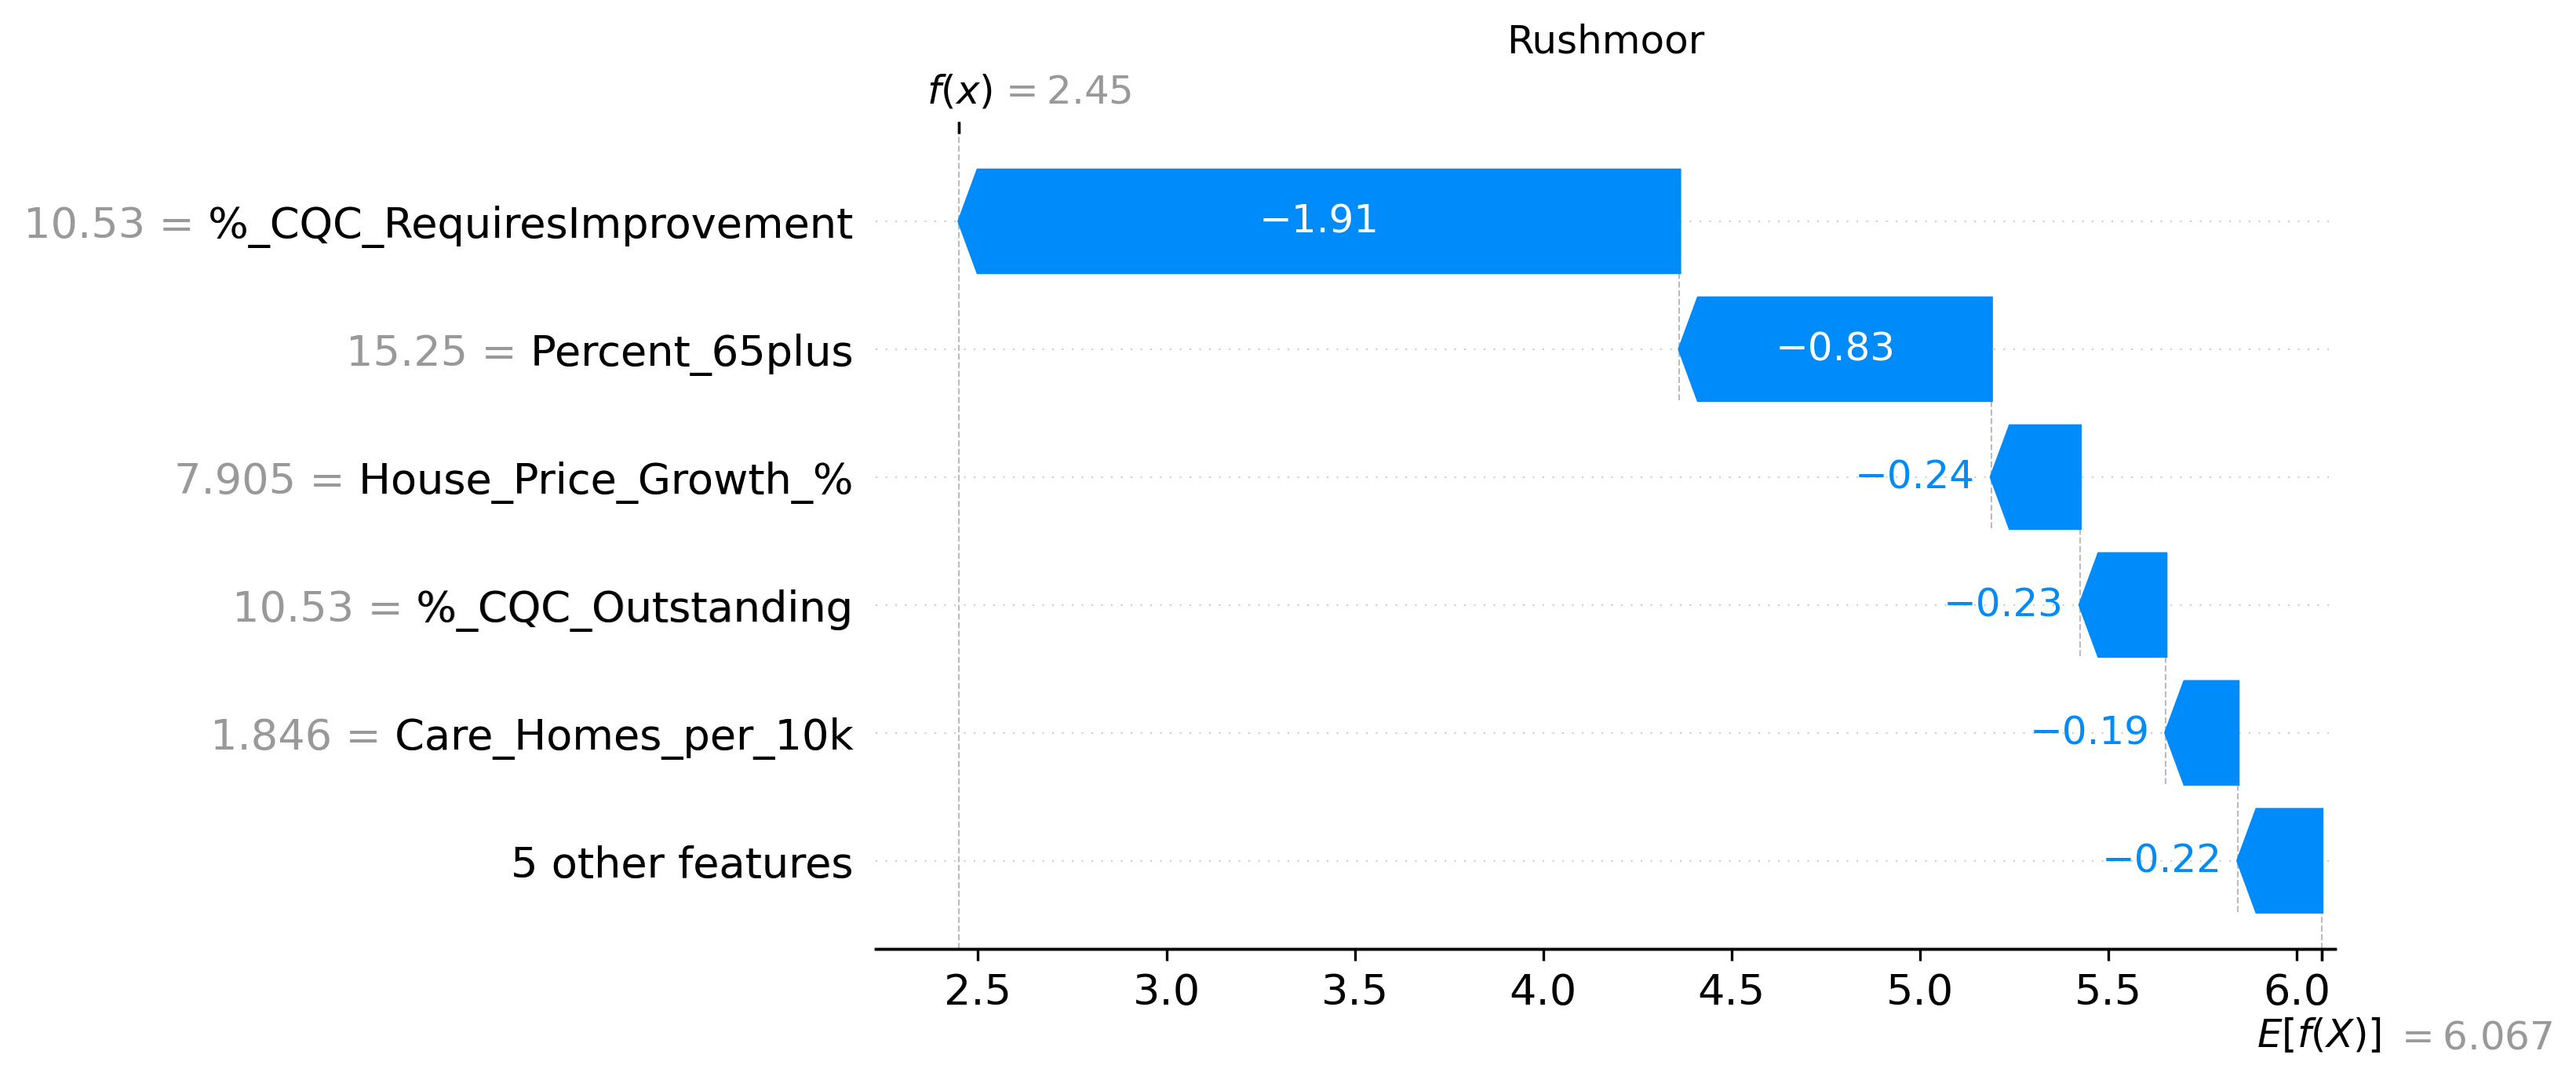 Rushmoor
f(x) = 2.45
10.53 = %_CQC_RequiresImprovement
−1.91
15.25 = Percent_65plus
−0.83
7.905 = House_Price_Growth_%
−0.24
10.53 = %_CQC_Outstanding
−0.23
1.846 = Care_Homes_per_10k
−0.19
5 other features
−0.22
2.5 3.0 3.5 4.0 4.5 5.0 5.5 6.0
E[f(X)] = 6.067